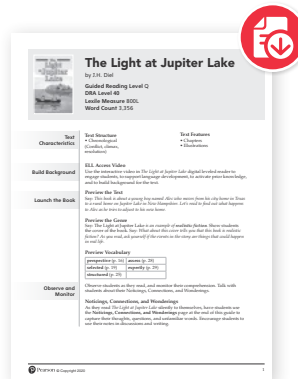 The Light at
Jupiter Lake
The Light at Jupiter Lake
by I.H. Diel
Guided Reading Level Q
DRA Level 40
Lexile Measure 800L
Word Count 3,356
Text
Characteristics
Text Structure
• Chronological
(Conflict, climax,
resolution)
Text Features
• Chapters
• Illustrations
Build Background
ELL Access Video
Use the interactive video in The Light at Jupiter Lake digital leveled reader to
engage students, to support language development, to activate prior knowledge,
and to build background for the text.
Launch the Book
Preview the Text
Say: This book is about a young boy named Alex who moves from his city home in Texas
to a rural home on Jupiter Lake in New Hampshire. Let's read to find out what happens
to Alex as he tries to adjust to his new home.
Preview the Genre
Say: The Light at Jupiter Lake is an example of realistic fiction. Show students
the cover of the book. Say: What about this cover tells you that this book is realistic
fiction? As you read, ask yourself if the events in the story are things that could happen
in real life.
Preview Vocabulary
perspective (p. 16) access (p. 28)
selected (p. 19) expertly (p. 29)
structured (p. 25)
Observe and
Monitor
Observe students as they read, and monitor their comprehension. Talk with
students about their Noticings, Connections, and Wonderings.
Noticings, Connections, and Wonderings
As they read The Light at Jupiter Lake silently to themselves, have students use
the Noticings, Connections, and Wonderings page at the end of this guide to
capture their thoughts, questions, and unfamiliar words. Encourage students to
use their notes in discussions and writing.
Pearson © Copyright 2020
1